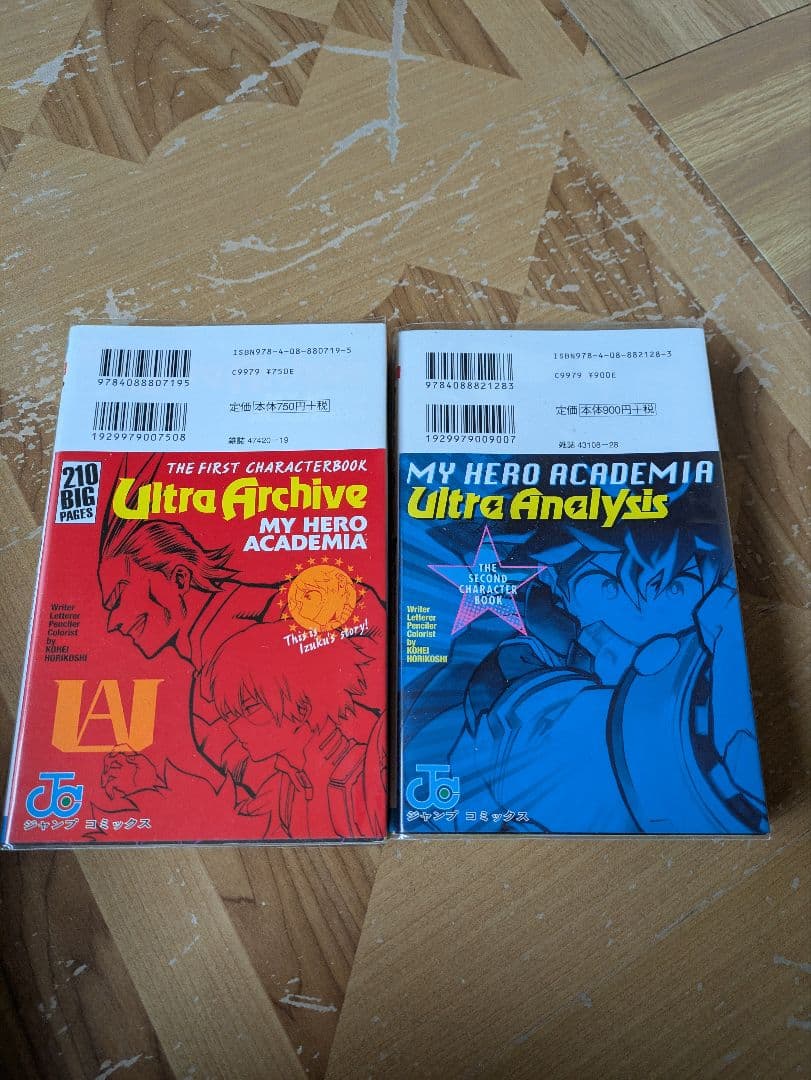 ISBN978-4-08-880719-5
C9979 ¥750E
9784088807195
定価 本体750円+税
1929979007508
雑誌 47420-19
210
BIG
PAGES
THE FIRST CHARACTERBOOK
Ultra Archive
MY HERO
ACADEMIA
This is
Izuku's story!
Writer
Letterer
Penciler
Colorist
by
KOHEI
HORIKOSHI
UA
JC
ジャンプ コミックス
ISBN978-4-08-882128-3
C9979 ¥900E
9784088821283
定価 本体900円+税
1929979009007
雑誌 43108-28
MY HERO ACADEMIA
Ultra Analysis
THE
SECOND
CHARACTER
BOOK
Writer
Letterer
Penciler
Colorist
by
KOHEI
HORIKOSHI
JC
ジャンプ コミックス